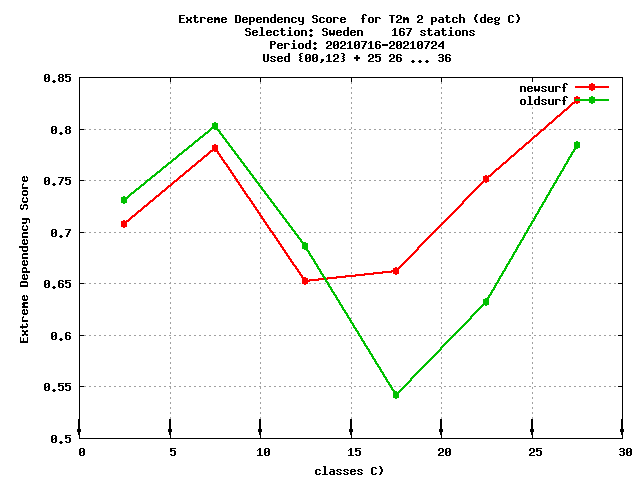 Extreme Dependency Score  for T2m 2 patch (deg C)
Selection: Sweden    167 stations
Period: 20210716-20210724
Used {00,12} + 25 26 ... 36
newsurf
oldsurf
0.85
0.8
0.75
0.7
0.65
0.6
0.55
0.5
Extreme Dependency Score
0 5 10 15 20 25 30
classes C)